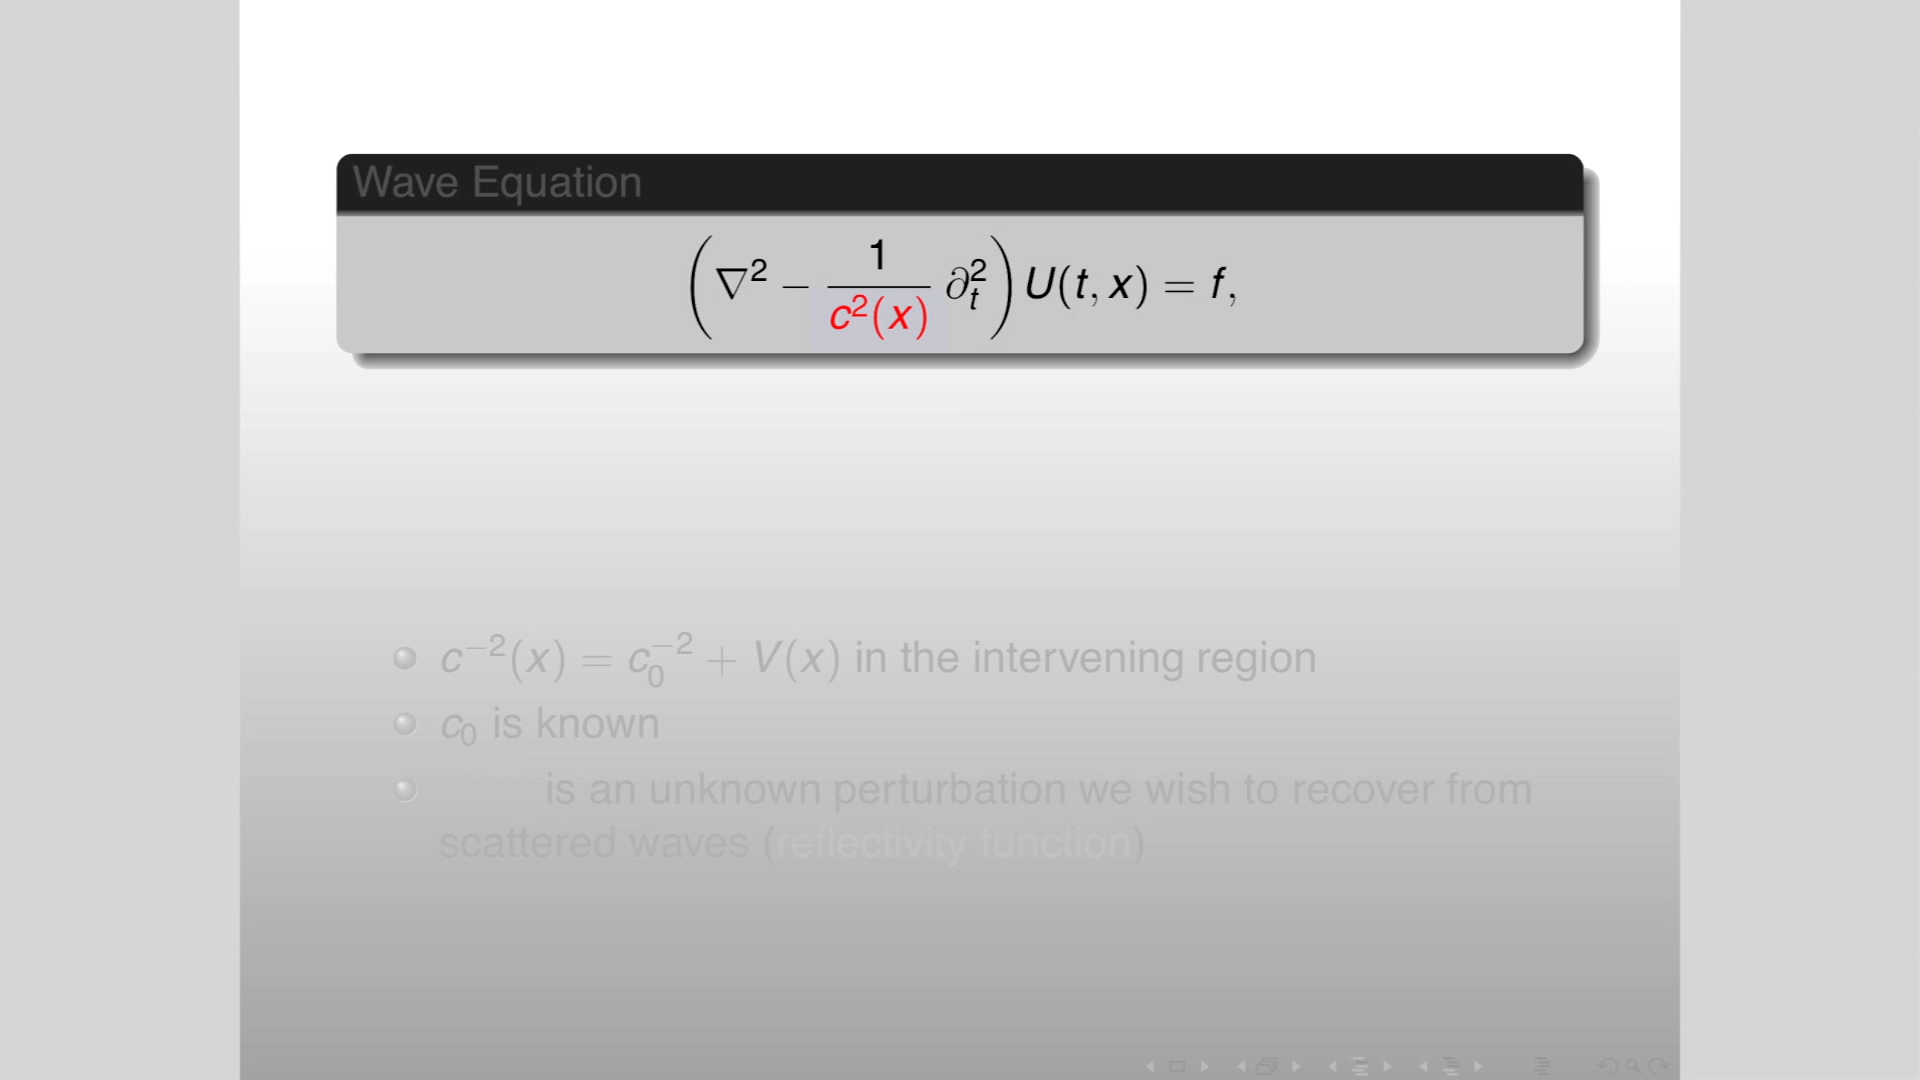 Wave Equation
(∇² − 1/c²(x) ∂ₜ²) U(t, x) = f,
c⁻²(x) = c₀⁻² + V(x) in the intervening region
c₀ is known
is an unknown perturbation we wish to recover from
scattered waves (reflectivity function)